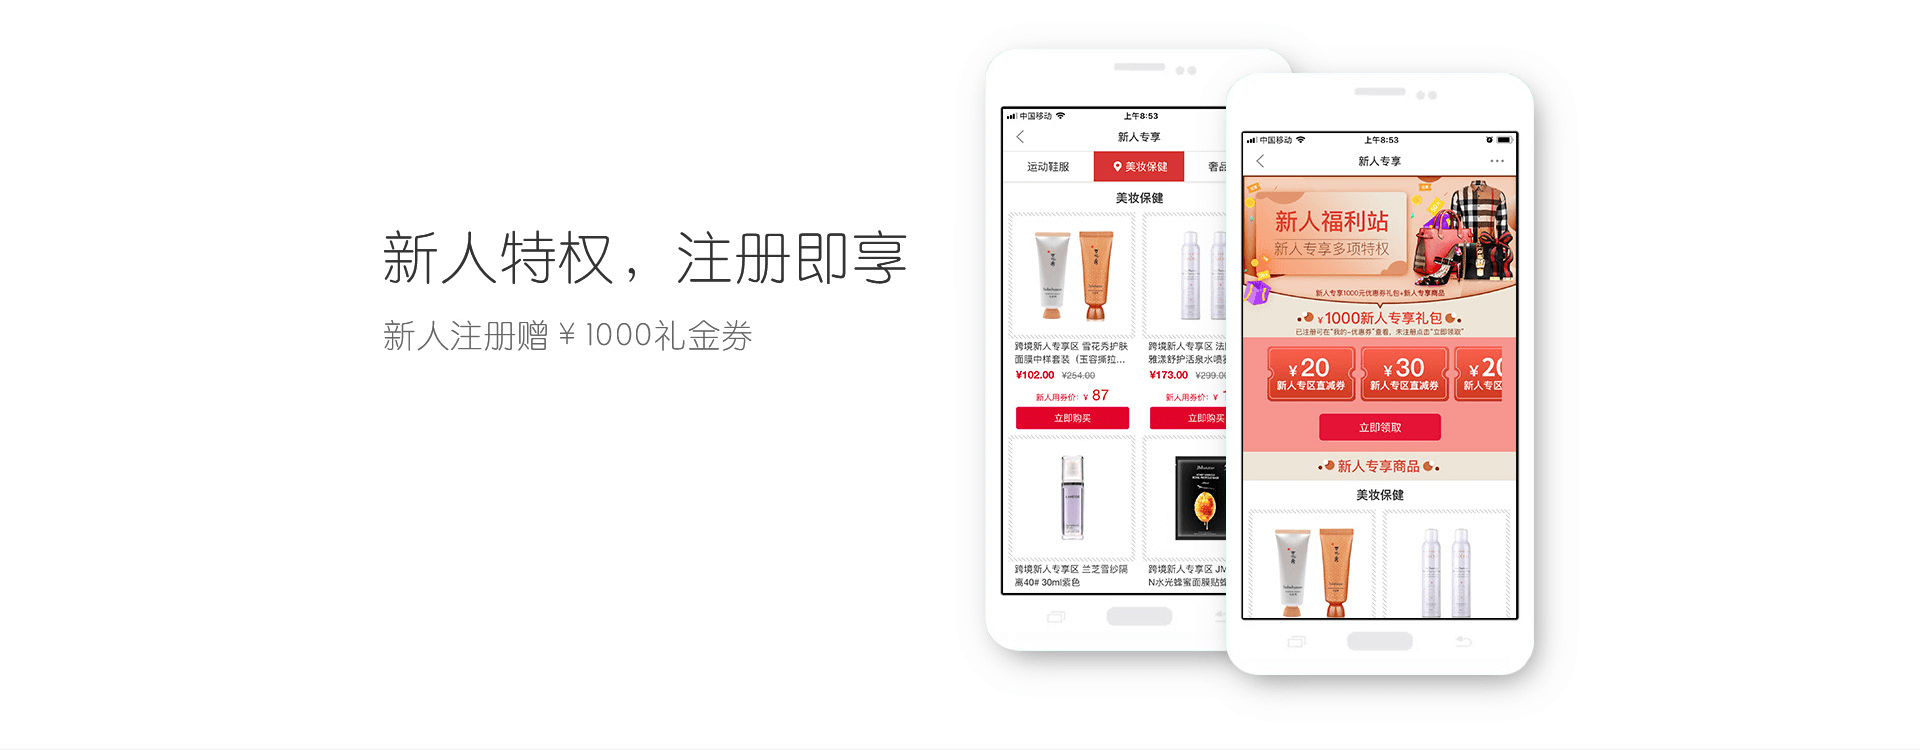 新人特权，注册即享
新人注册赠¥1000礼金券
中国移动
上午8:53
新人专享
运动鞋服
美妆保健
奢品
美妆保健
跨境新人专享区 雪花秀护肤
面膜中样套装（玉容撕拉...
¥102.00 ¥254.00
新人用券价：¥ 87
立即购买
跨境新人专享区 法
雅漾舒护活泉水喷雾
¥173.00 ¥299.0
新人用券价：¥
立即购买
跨境新人专享区 兰芝雪纱隔
离40# 30ml紫色
跨境新人专享区 JM
N水光蜂蜜面膜贴蜂
中国移动
上午8:53
新人专享
新人福利站
新人专享多项特权
新人专享1000元优惠券礼包+新人专享商品
¥1000新人专享礼包
已注册可在"我的-优惠券"查看，未注册点击"立即领取"
¥20
新人专区直减券
¥30
新人专区直减券
¥20
新人专区
立即领取
新人专享商品
美妆保健